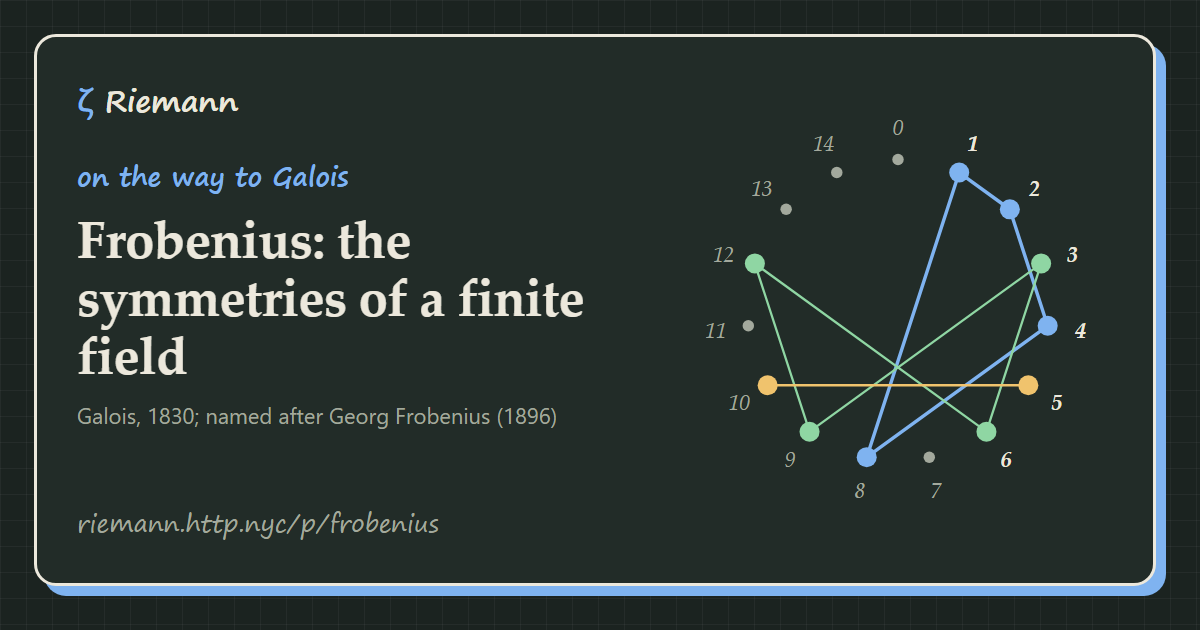 ζ Riemann
on the way to Galois
Frobenius: the
symmetries of a finite
field
Galois, 1830; named after Georg Frobenius (1896)
riemann.http.nyc/p/frobenius
0
1
2
3
4
5
6
7
8
9
10
11
12
13
14